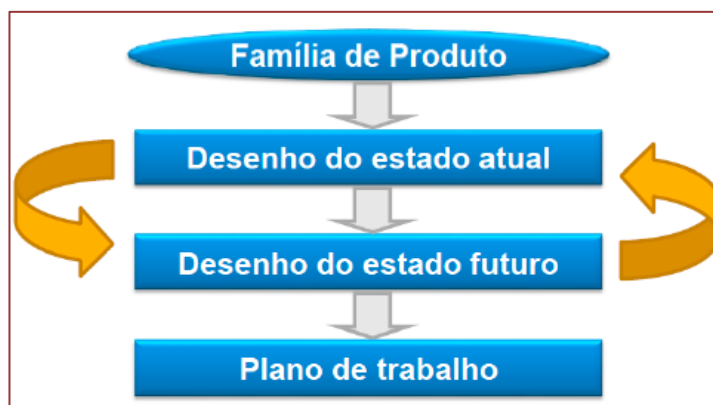 Família de Produto
Desenho do estado atual
Desenho do estado futuro
Plano de trabalho